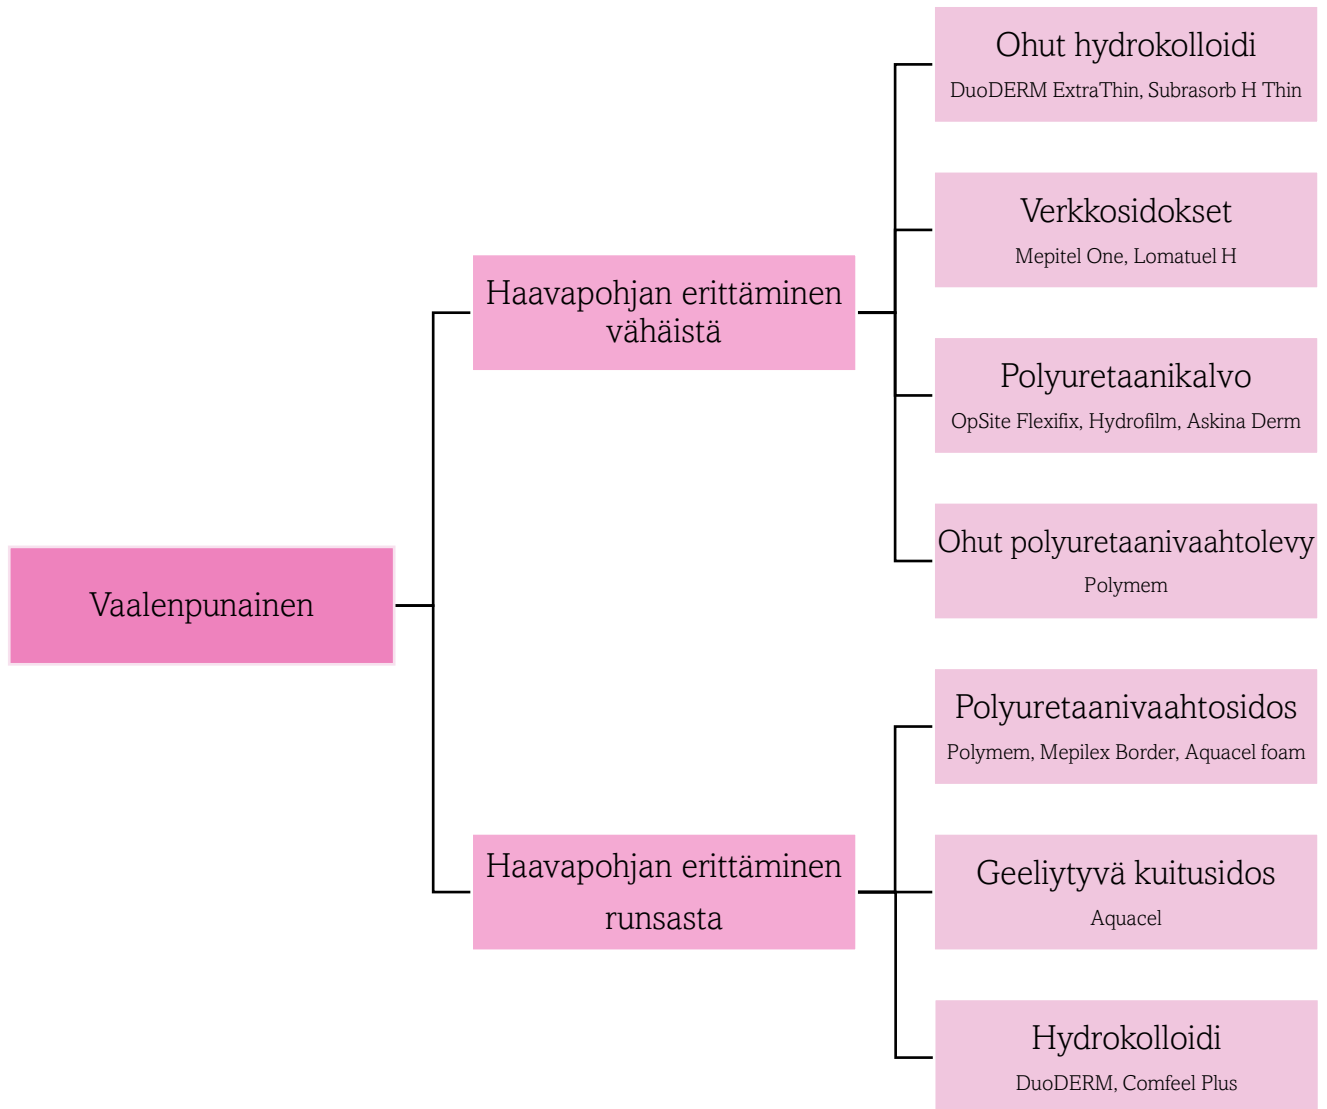 Vaalenpunainen
Haavapohjan erittäminen
vähäistä
Ohut hydrokolloidi
DuoDERM ExtraThin, Subrasorb H Thin
Verkkosidokset
Mepitel One, Lomatuel H
Polyuretaanikalvo
OpSite Flexifix, Hydrofilm, Askina Derm
Ohut polyuretaanivaahtolevy
Polymem
Haavapohjan erittäminen
runsasta
Polyuretaanivaahtosidos
Polymem, Mepilex Border, Aquacel foam
Geeliytyvä kuitusidos
Aquacel
Hydrokolloidi
DuoDERM, Comfeel Plus